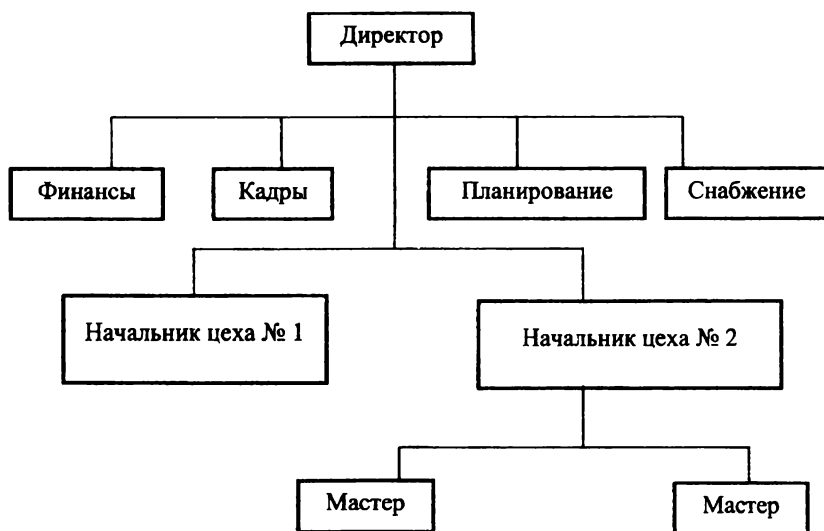 Директор
Финансы
Кадры
Планирование
Снабжение
Начальник цеха № 1
Начальник цеха № 2
Мастер
Мастер